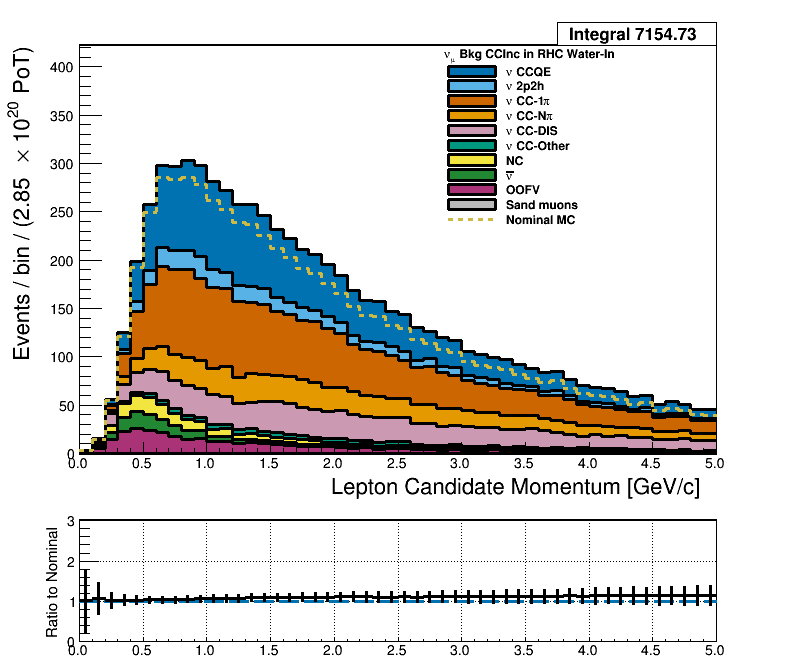 Integral 7154.73
νμ Bkg CCInc in RHC Water-In
ν CCQE
ν 2p2h
ν CC-1π
ν CC-Nπ
ν CC-DIS
ν CC-Other
NC
ν̅
OOFV
Sand muons
Nominal MC
Events / bin / (2.85 × 10²⁰ PoT)
400
350
300
250
200
150
100
50
0
0.0 0.5 1.0 1.5 2.0 2.5 3.0 3.5 4.0 4.5 5.0
Lepton Candidate Momentum [GeV/c]
Ratio to Nominal
3
2
1
0
0.0 0.5 1.0 1.5 2.0 2.5 3.0 3.5 4.0 4.5 5.0